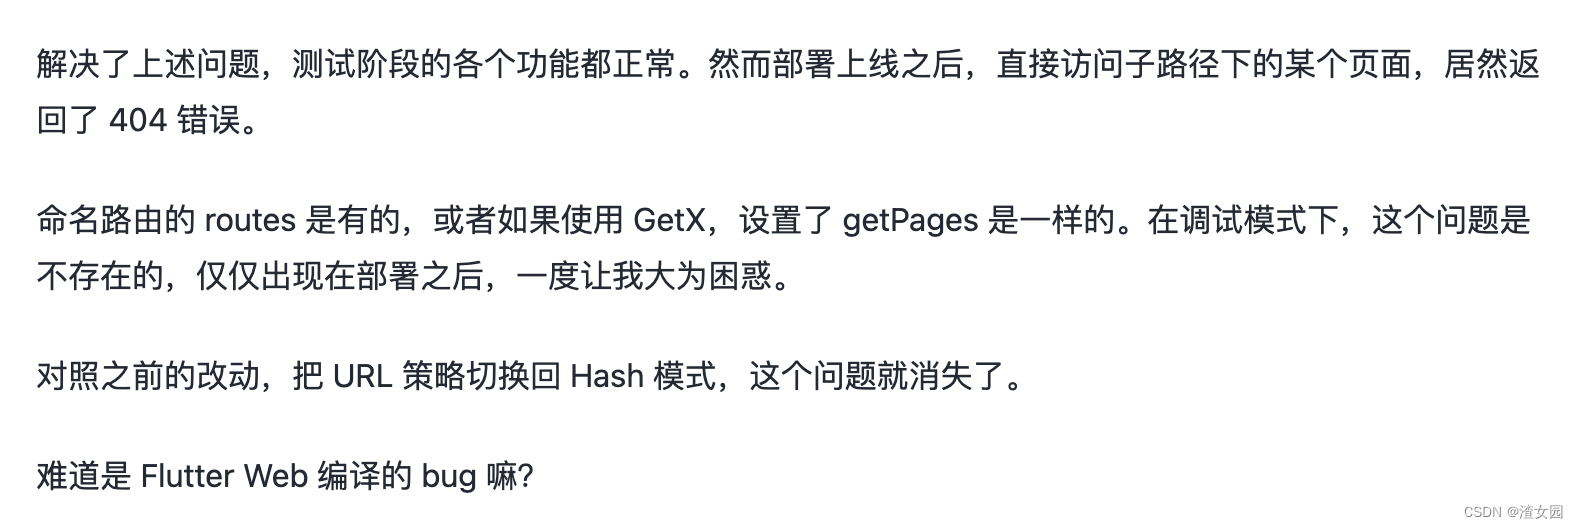 解决了上述问题，测试阶段的各个功能都正常。然而部署上线之后，直接访问子路径下的某个页面，居然返
回了 404 错误。
命名路由的 routes 是有的，或者如果使用 GetX，设置了 getPages 是一样的。在调试模式下，这个问题是
不存在的，仅仅出现在部署之后，一度让我大为困惑。
对照之前的改动，把 URL 策略切换回 Hash 模式，这个问题就消失了。
难道是 Flutter Web 编译的 bug 嘛？
CSDN @渣女园